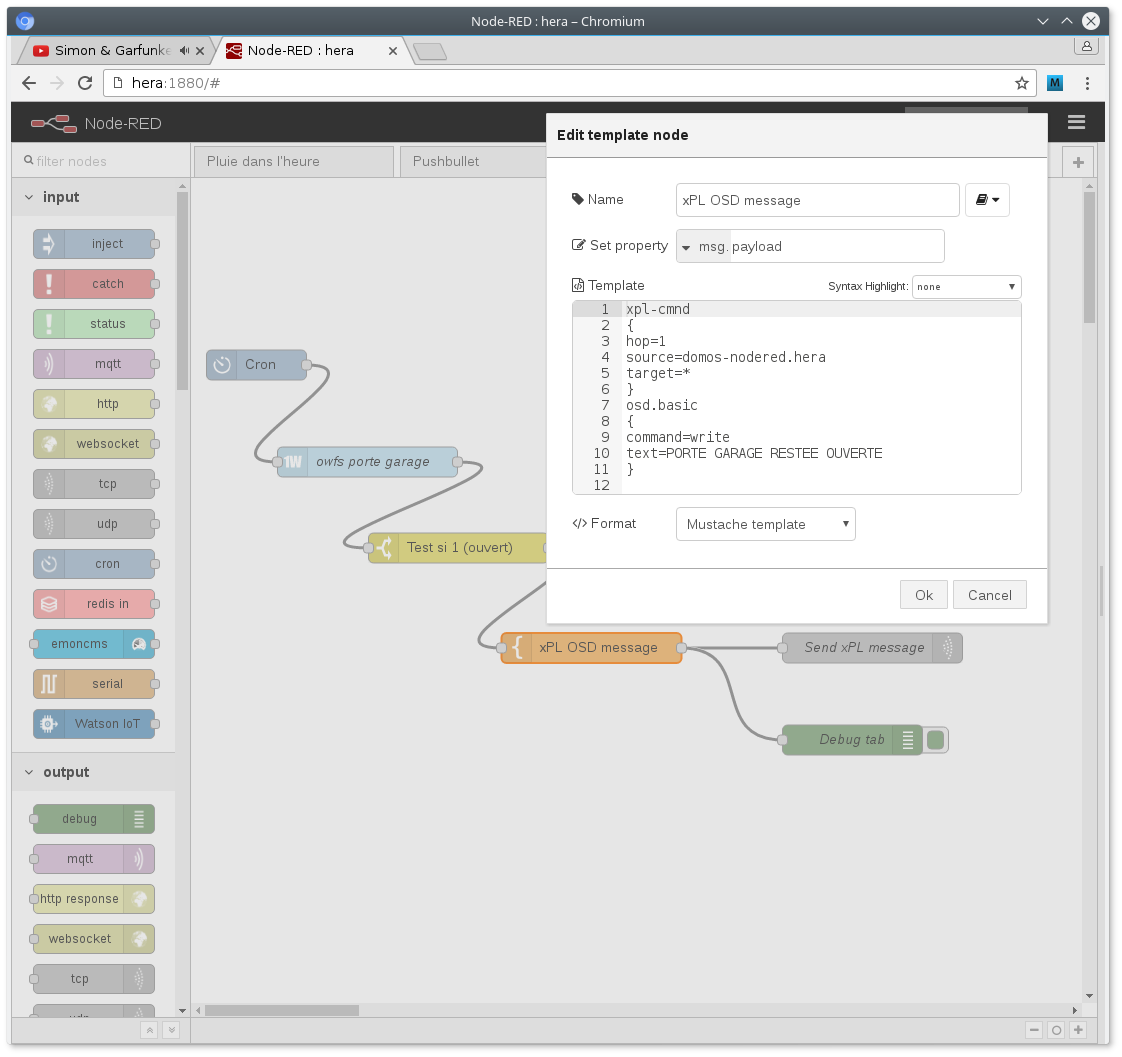 Node-RED : hera – Chromium
Simon & Garfunke
Node-RED : hera
hera:1880/#
M
Node-RED
filter nodes
Pluie dans l'heure
Pushbullet
input
inject
catch
status
mqtt
http
websocket
tcp
udp
cron
redis in
emoncms
serial
Watson IoT
output
debug
mqtt
http response
websocket
tcp
udp
Cron
1W
owfs porte garage
Test si 1 (ouvert)
xPL OSD message
Send xPL message
Debug tab
Edit template node
Name
xPL OSD message
Set property
msg. payload
Template
Syntax Highlight:
none
1 xpl-cmnd
2 {
3 hop=1
4 source=domos-nodered.hera
5 target=*
6 }
7 osd.basic
8 {
9 command=write
10 text=PORTE GARAGE RESTEE OUVERTE
11 }
12
Format
Mustache template
Ok
Cancel